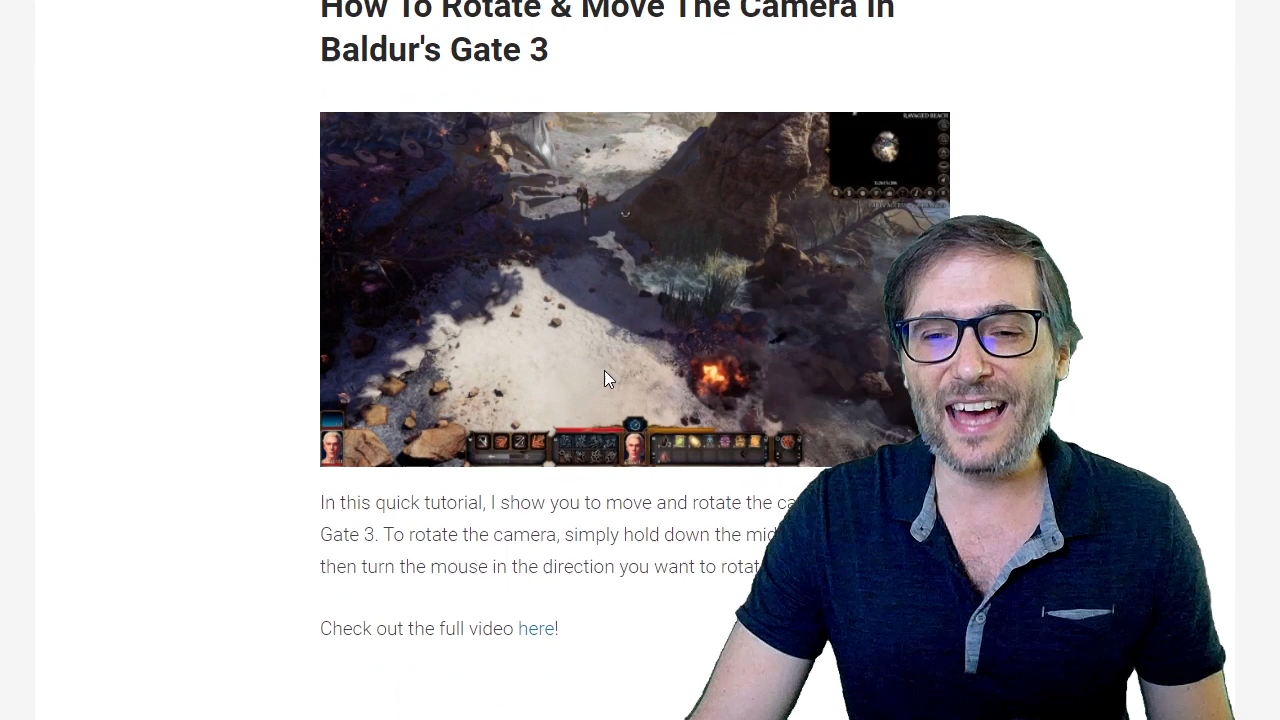 How To Rotate & Move The Camera In
Baldur's Gate 3
RAVAGED BEACH
In this quick tutorial, I show you to move and rotate the ca
Gate 3. To rotate the camera, simply hold down the mid
then turn the mouse in the direction you want to rotat
Check out the full video here!